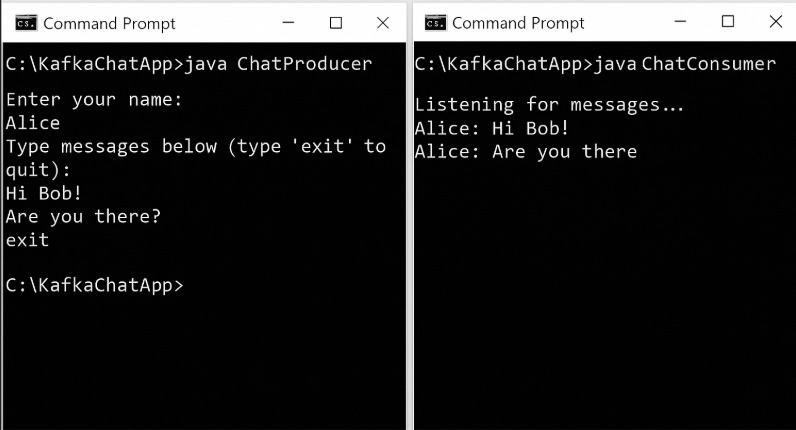 Command Prompt
C:\KafkaChatApp>java ChatProducer
Enter your name:
Alice
Type messages below (type 'exit' to
quit):
Hi Bob!
Are you there?
exit
C:\KafkaChatApp>
Command Prompt
C:\KafkaChatApp>java ChatConsumer
Listening for messages...
Alice: Hi Bob!
Alice: Are you there